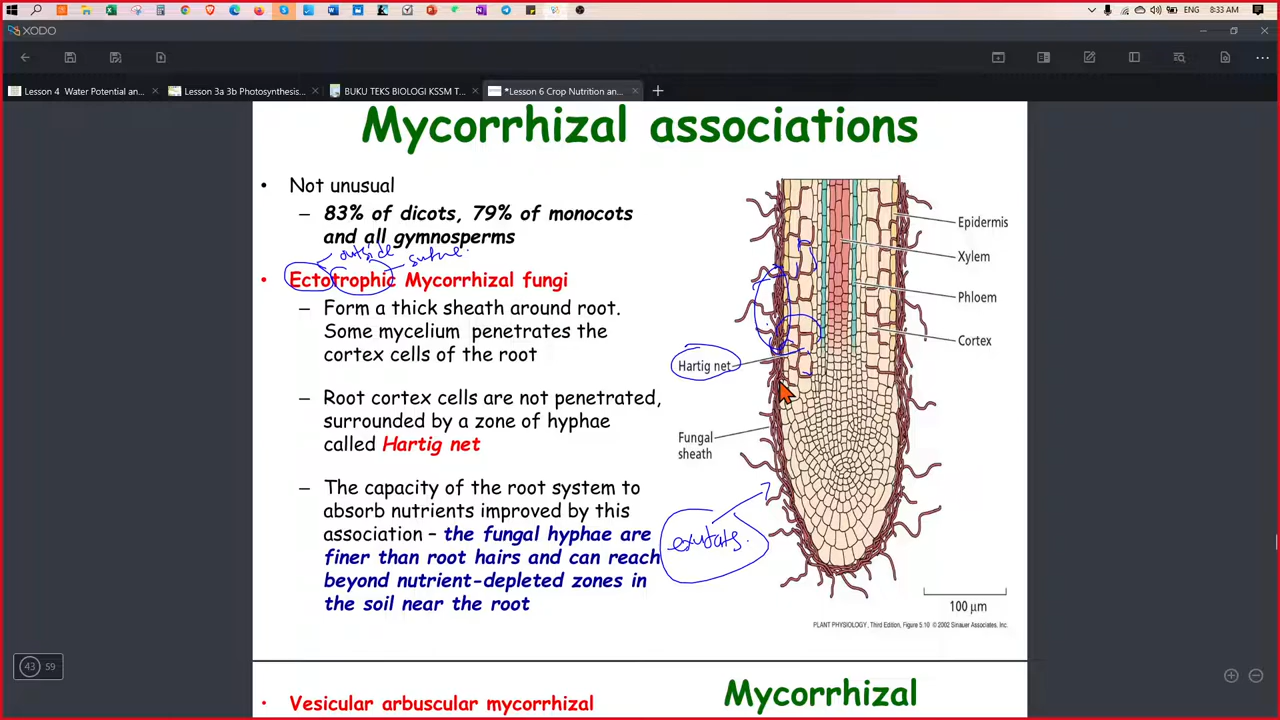 ENG
8:33 AM
XODO
Lesson 4 Water Potential an...
Lesson 3a 3b Photosynthesis...
BUKU TEKS BIOLOGI KSSM T...
*Lesson 6 Crop Nutrition an...
Mycorrhizal associations
• Not unusual
– 83% of dicots, 79% of monocots
and all gymnosperms
outside
• Ectotrophic Mycorrhizal fungi
– Form a thick sheath around root.
Some mycelium penetrates the
cortex cells of the root
– Root cortex cells are not penetrated,
surrounded by a zone of hyphae
called Hartig net
– The capacity of the root system to
absorb nutrients improved by this
association – the fungal hyphae are
finer than root hairs and can reach
beyond nutrient-depleted zones in
the soil near the root
Epidermis
Xylem
Phloem
Cortex
Hartig net
Fungal
sheath
100 µm
PLANT PHYSIOLOGY, Third Edition, Figure 5.10 © 2002 Sinauer Associates, Inc.
43 59
• Vesicular arbuscular mycorrhizal
Mycorrhizal